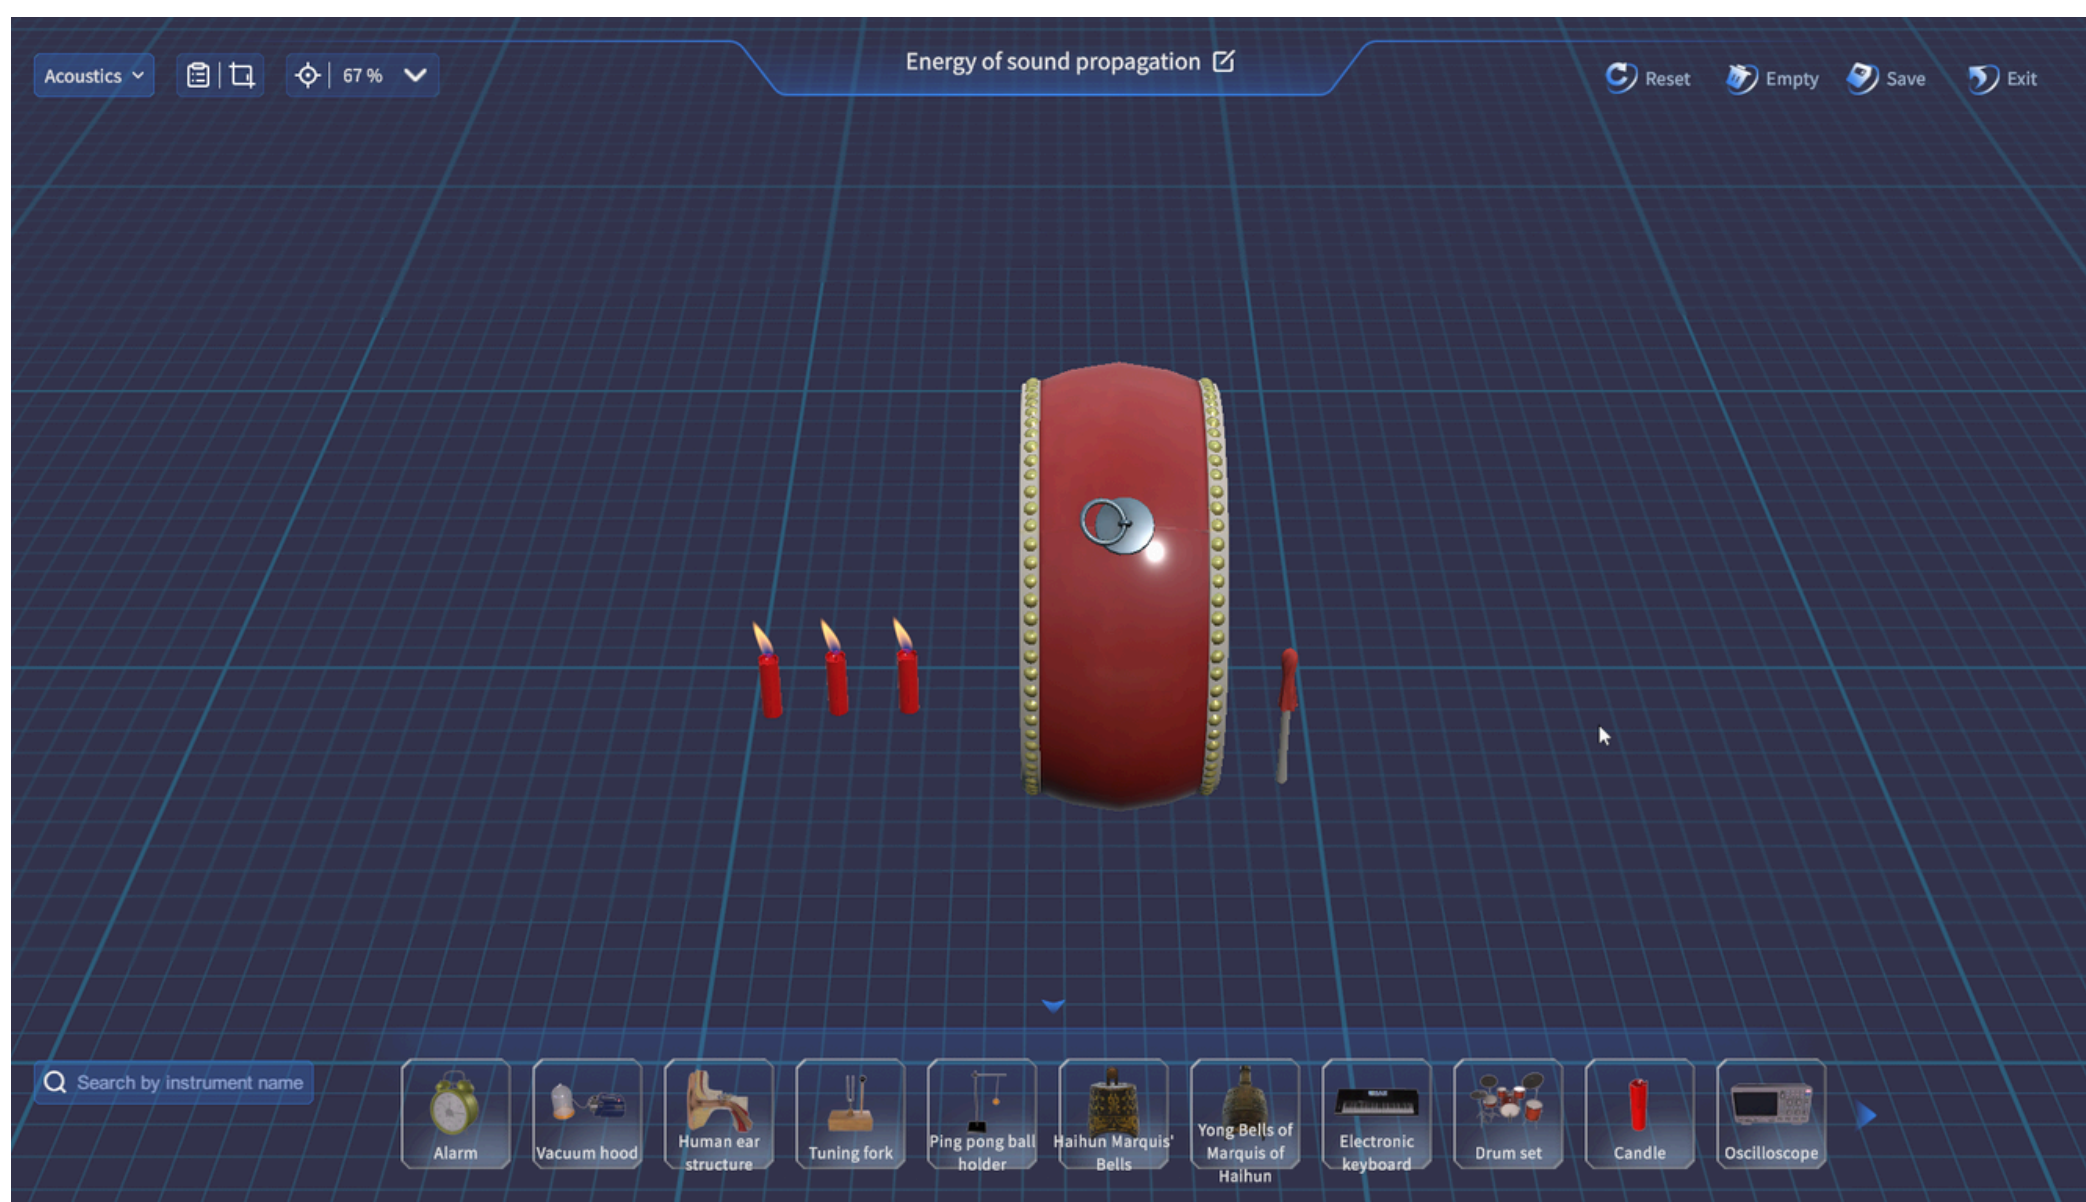 Acoustics
67 %
Energy of sound propagation
Reset
Empty
Save
Exit
Search by instrument name
Alarm
Vacuum hood
Human ear
structure
Tuning fork
Ping pong ball
holder
Haihun Marquis'
Bells
Yong Bells of
Marquis of
Haihun
Electronic
keyboard
Drum set
Candle
Oscilloscope